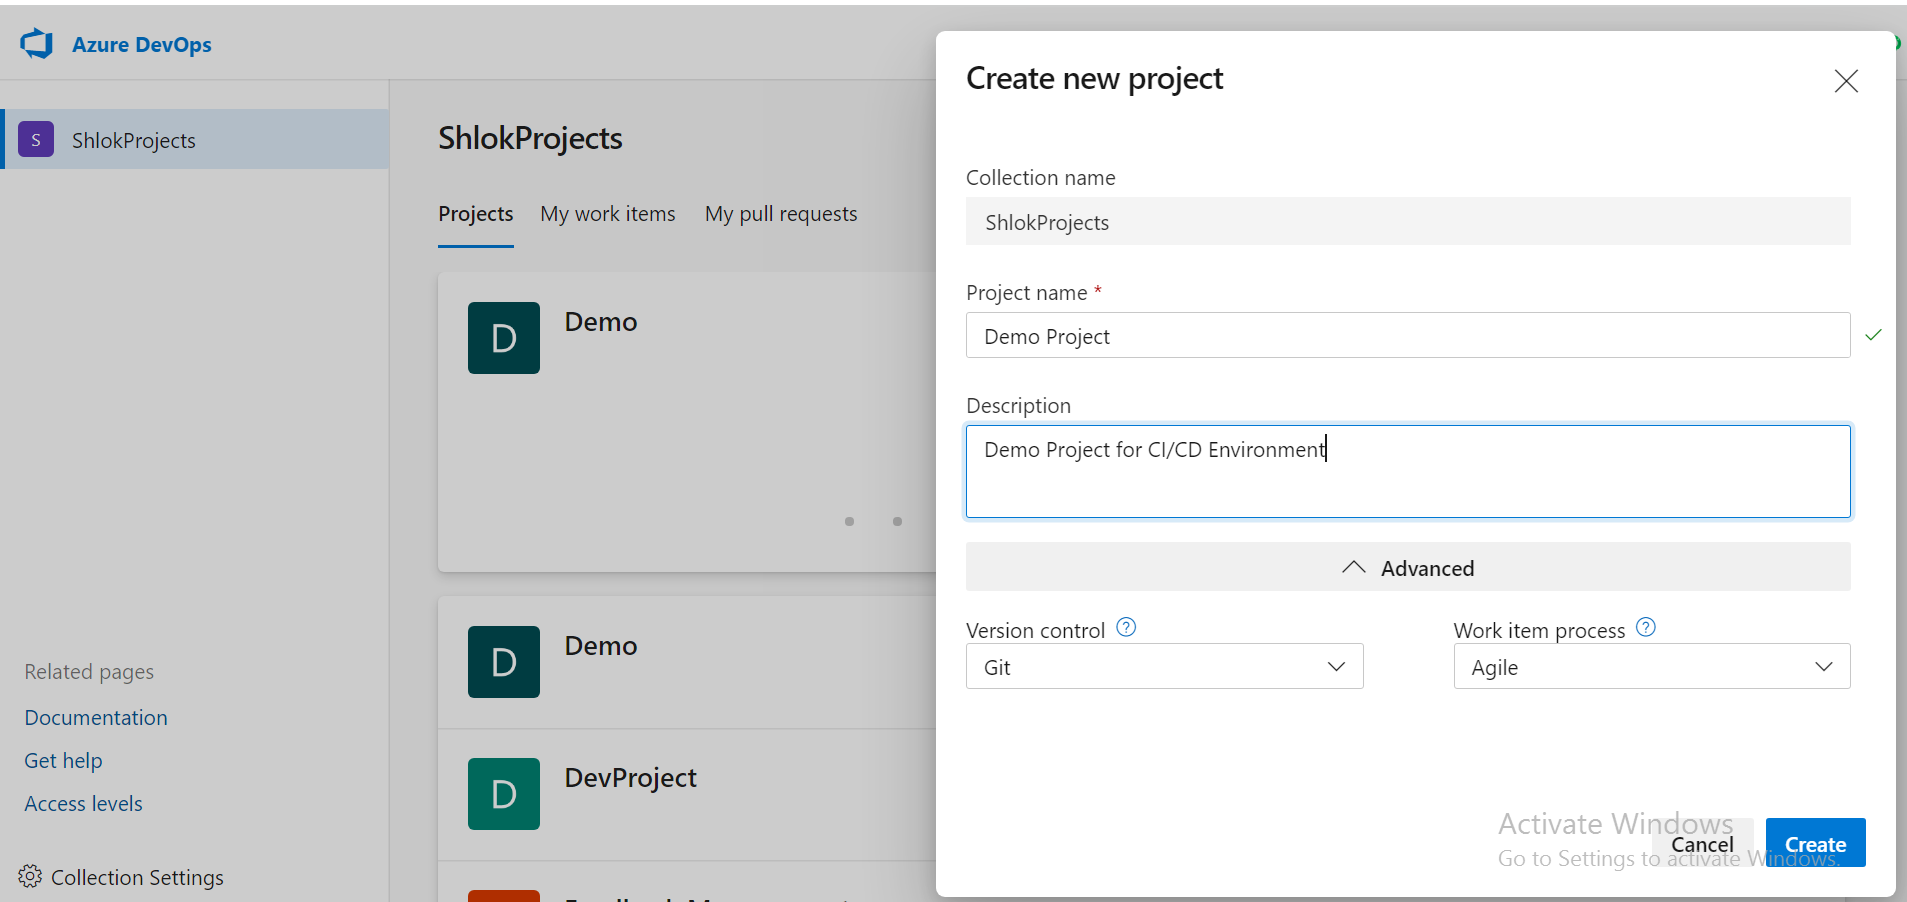 Azure DevOps
S
ShlokProjects
Related pages
Documentation
Get help
Access levels
Collection Settings
ShlokProjects
Projects My work items My pull requests
D
Demo
D
Demo
D
DevProject
Create new project
Collection name
ShlokProjects
Project name *
Demo Project
Description
Demo Project for CI/CD Environment
Advanced
Version control ?
Git
Work item process ?
Agile
Cancel
Create
Activate Windows
Go to Settings to activate Windows.